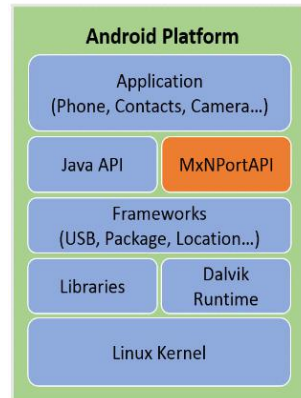 Android Platform
Application
(Phone, Contacts, Camera...)
Java API
MxNPortAPI
Frameworks
(USB, Package, Location...)
Libraries
Dalvik
Runtime
Linux Kernel